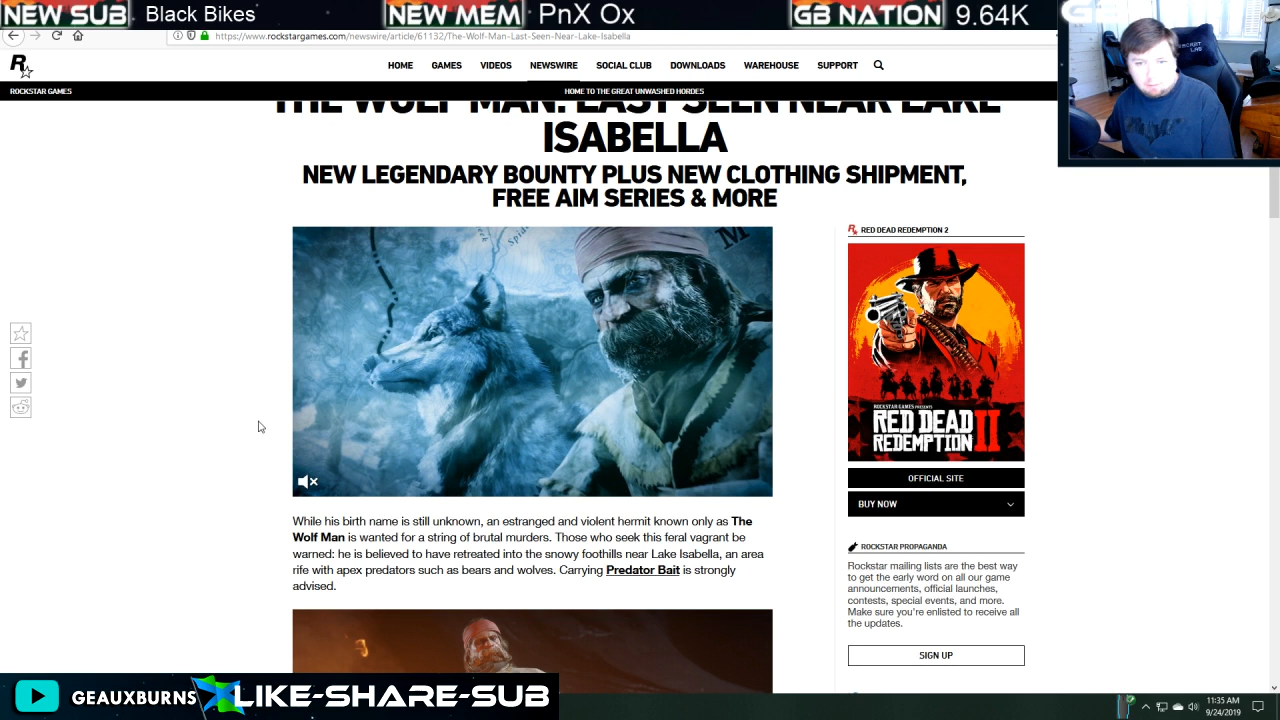 NEW SUB Black Bikes NEW MEM PnX Ox GB NATION 9.64K
https://www.rockstargames.com/newswire/article/61132/The-Wolf-Man-Last-Seen-Near-Lake-Isabella
HOME GAMES VIDEOS NEWSWIRE SOCIAL CLUB DOWNLOADS WAREHOUSE SUPPORT
ROCKSTAR GAMES HOME TO THE GREAT UNWASHED HORDES
THE WOLF MAN: LAST SEEN NEAR LAKE
ISABELLA
NEW LEGENDARY BOUNTY PLUS NEW CLOTHING SHIPMENT,
FREE AIM SERIES & MORE
While his birth name is still unknown, an estranged and violent hermit known only as The
Wolf Man is wanted for a string of brutal murders. Those who seek this feral vagrant be
warned: he is believed to have retreated into the snowy foothills near Lake Isabella, an area
rife with apex predators such as bears and wolves. Carrying Predator Bait is strongly
advised.
RED DEAD REDEMPTION 2
ROCKSTAR GAMES PRESENTS
RED DEAD
REDEMPTION II
OFFICIAL SITE
BUY NOW
ROCKSTAR PROPAGANDA
Rockstar mailing lists are the best way
to get the early word on all our game
announcements, official launches,
contests, special events, and more.
Make sure you're enlisted to receive all
the updates.
SIGN UP
GEAUXBURNS LIKE-SHARE-SUB
11:35 AM
9/24/2019